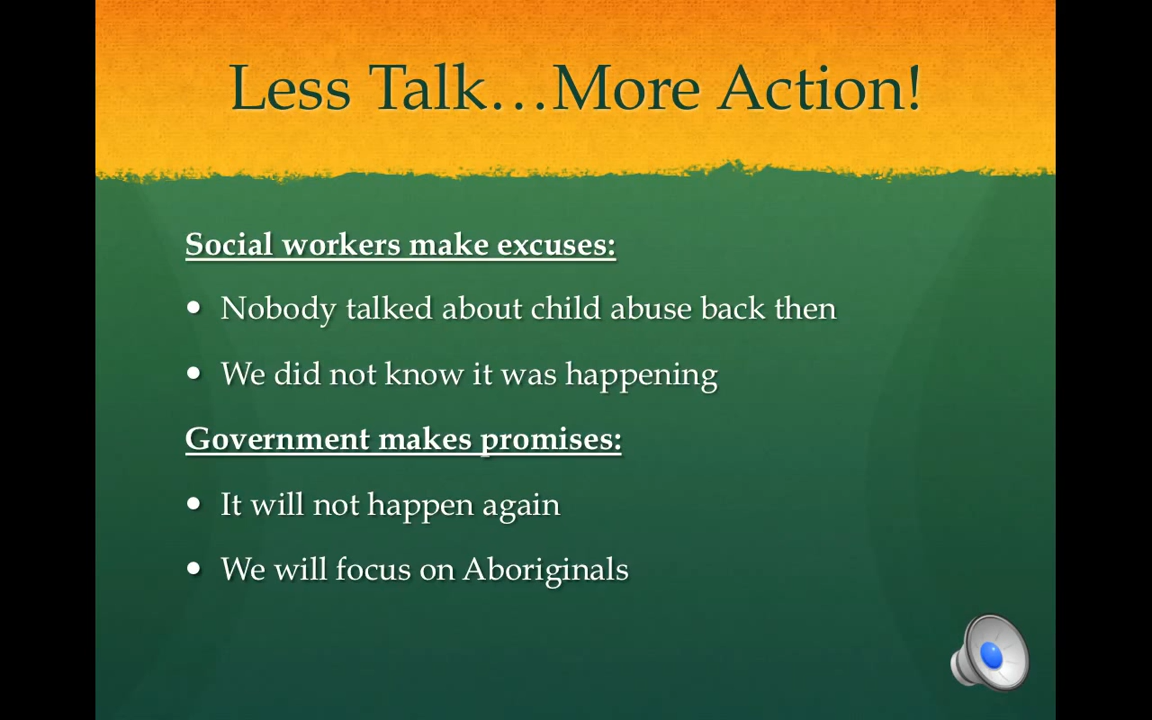 Less Talk…More Action!
Social workers make excuses:
• Nobody talked about child abuse back then
• We did not know it was happening
Government makes promises:
• It will not happen again
• We will focus on Aboriginals